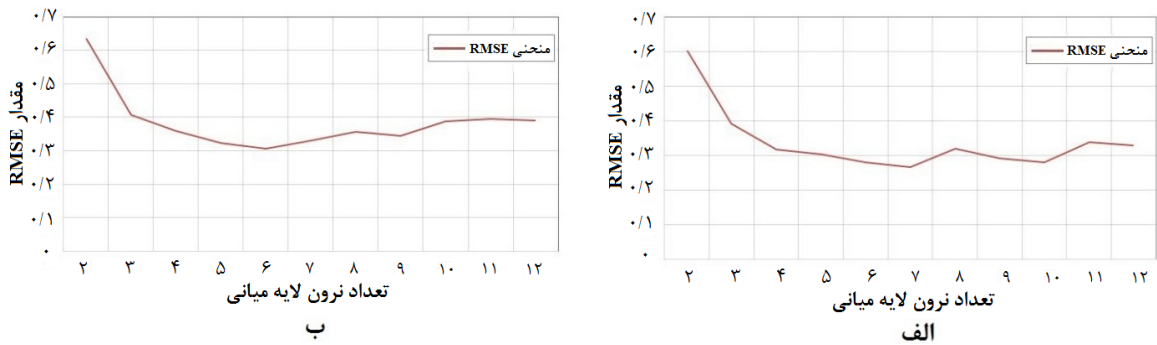 ۰/۷
۰/۶
۰/۵
۰/۴
۰/۳
۰/۲
۰/۱
۰
مقدار RMSE
منحنی RMSE
۲ ۳ ۴ ۵ ۶ ۷ ۸ ۹ ۱۰ ۱۱ ۱۲
تعداد نرون لایه میانی
الف
۰/۷
۰/۶
۰/۵
۰/۴
۰/۳
۰/۲
۰/۱
۰
مقدار RMSE
منحنی RMSE
۲ ۳ ۴ ۵ ۶ ۷ ۸ ۹ ۱۰ ۱۱ ۱۲
تعداد نرون لایه میانی
ب